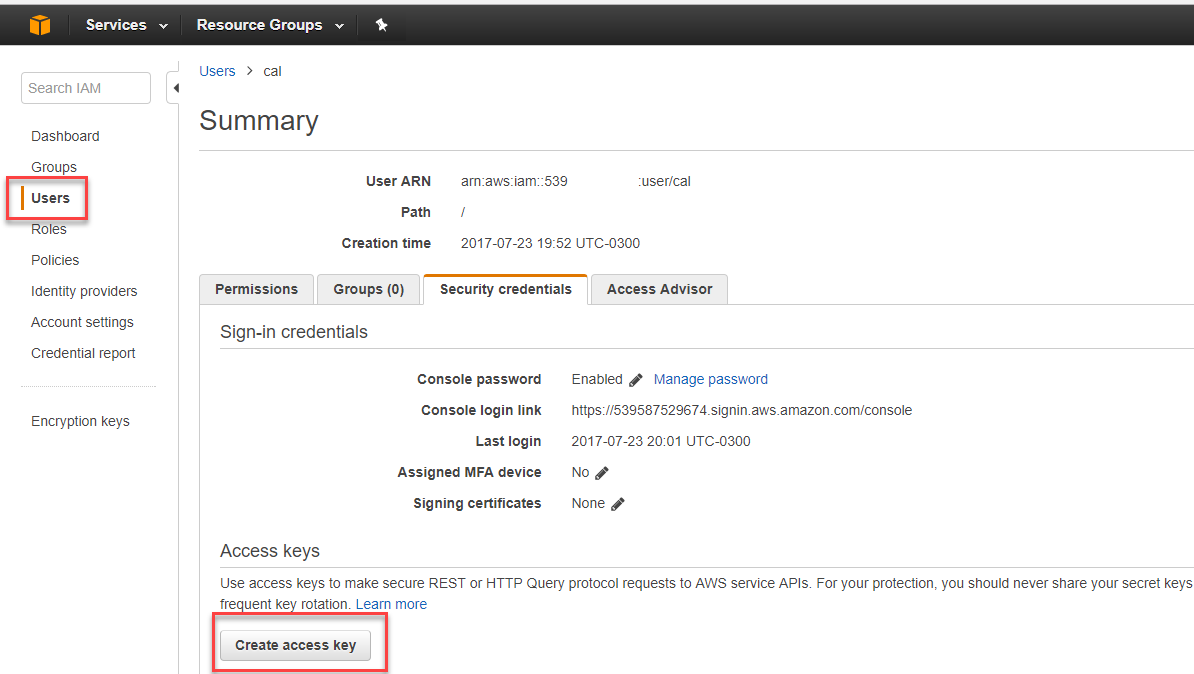 Services Resource Groups
Search IAM
Dashboard
Groups
Users
Roles
Policies
Identity providers
Account settings
Credential report
Encryption keys
Users > cal
Summary
User ARN arn:aws:iam::539 :user/cal
Path /
Creation time 2017-07-23 19:52 UTC-0300
Permissions Groups (0) Security credentials Access Advisor
Sign-in credentials
Console password Enabled Manage password
Console login link https://539587529674.signin.aws.amazon.com/console
Last login 2017-07-23 20:01 UTC-0300
Assigned MFA device No
Signing certificates None
Access keys
Use access keys to make secure REST or HTTP Query protocol requests to AWS service APIs. For your protection, you should never share your secret keys
frequent key rotation. Learn more
Create access key